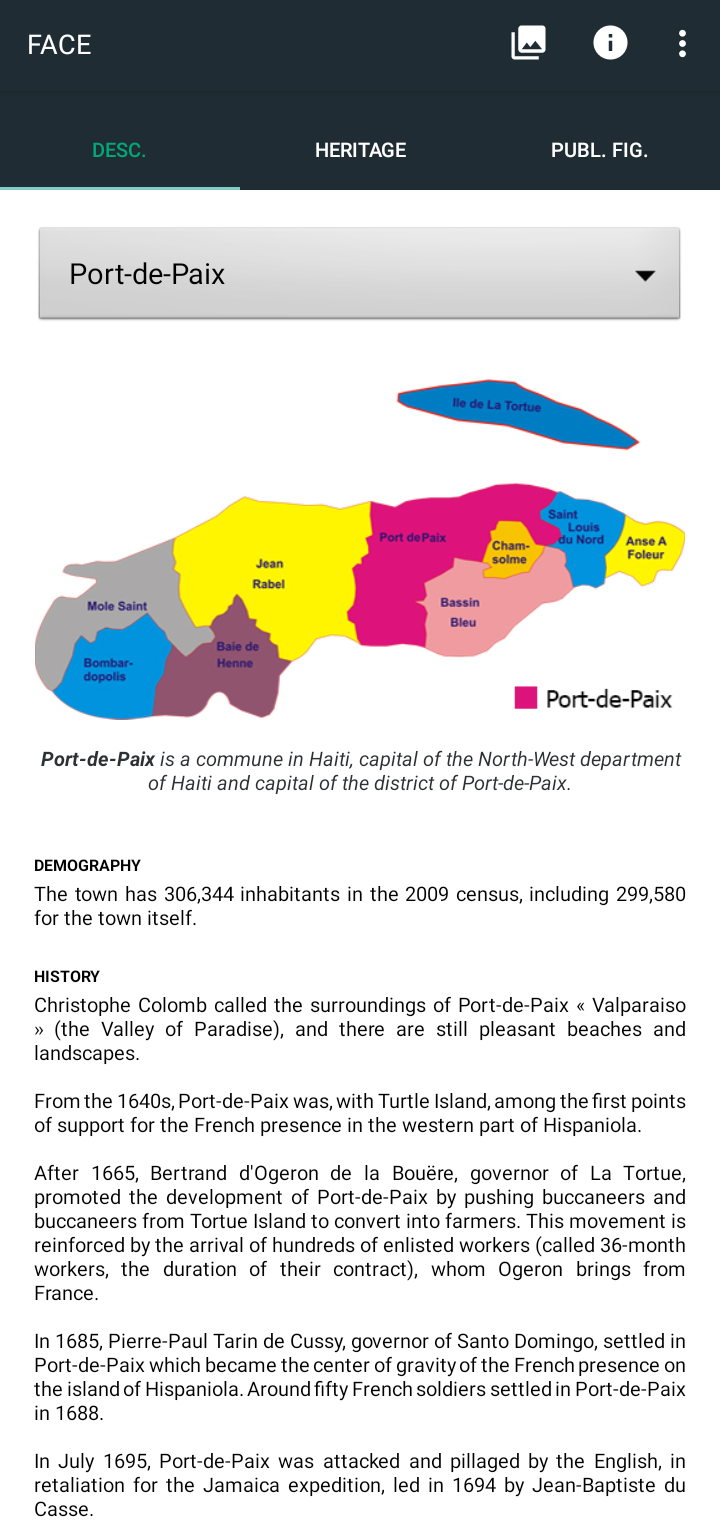 FACE
DESC.
HERITAGE
PUBL. FIG.
Port-de-Paix
Ile de La Tortue
Port dePaix
Saint
Louis
du Nord
Anse A
Foleur
Cham-
solme
Jean
Rabel
Bassin
Bleu
Mole Saint
Baie de
Henne
Bombar-
dopolis
Port-de-Paix
Port-de-Paix is a commune in Haiti, capital of the North-West department
of Haiti and capital of the district of Port-de-Paix.
DEMOGRAPHY
The town has 306,344 inhabitants in the 2009 census, including 299,580
for the town itself.
HISTORY
Christophe Colomb called the surroundings of Port-de-Paix « Valparaiso
» (the Valley of Paradise), and there are still pleasant beaches and
landscapes.
From the 1640s, Port-de-Paix was, with Turtle Island, among the first points
of support for the French presence in the western part of Hispaniola.
After 1665, Bertrand d'Ogeron de la Bouëre, governor of La Tortue,
promoted the development of Port-de-Paix by pushing buccaneers and
buccaneers from Tortue Island to convert into farmers. This movement is
reinforced by the arrival of hundreds of enlisted workers (called 36-month
workers, the duration of their contract), whom Ogeron brings from
France.
In 1685, Pierre-Paul Tarin de Cussy, governor of Santo Domingo, settled in
Port-de-Paix which became the center of gravity of the French presence on
the island of Hispaniola. Around fifty French soldiers settled in Port-de-Paix
in 1688.
In July 1695, Port-de-Paix was attacked and pillaged by the English, in
retaliation for the Jamaica expedition, led in 1694 by Jean-Baptiste du
Casse.